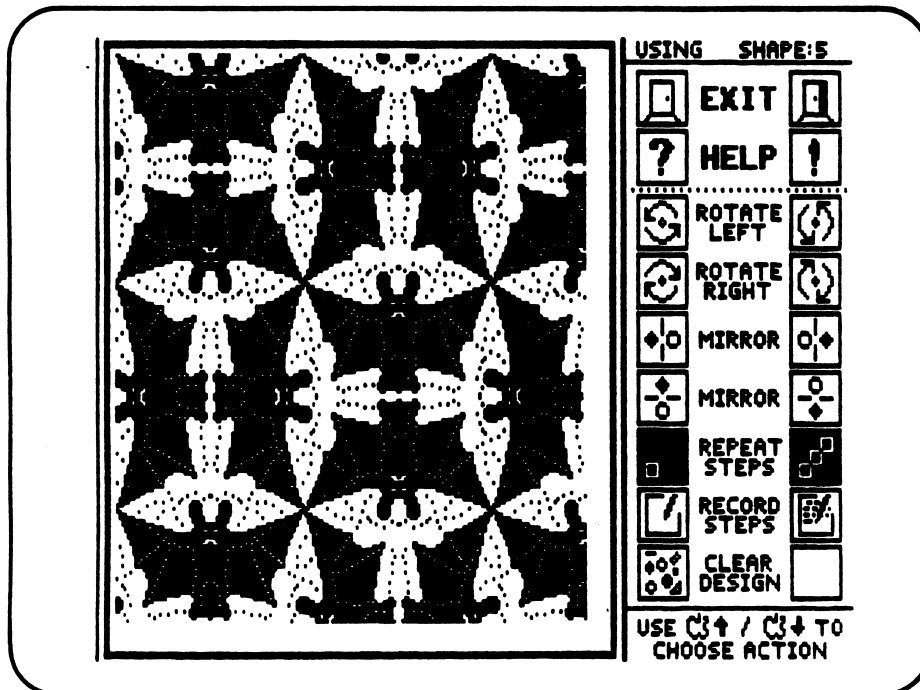 USING SHAPE:5
EXIT
? HELP !
ROTATE
LEFT
ROTATE
RIGHT
MIRROR
MIRROR
REPEAT
STEPS
RECORD
STEPS
CLEAR
DESIGN
USE ↑ / ↓ TO
CHOOSE ACTION